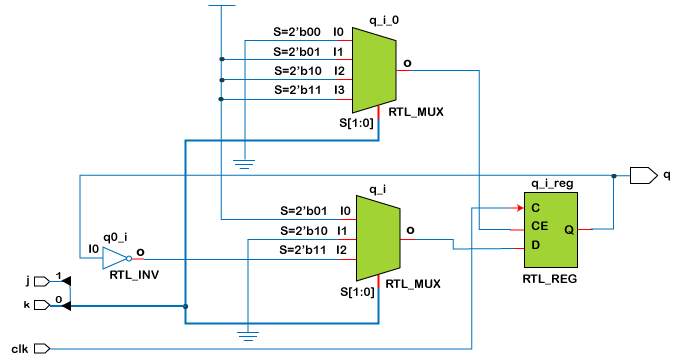 q_i_0
S=2'b00 I0
S=2'b01 I1
S=2'b10 I2
S=2'b11 I3
o
S[1:0]
RTL_MUX
q
q_i_reg
C
CE
D
Q
RTL_REG
q_i
S=2'b01 I0
S=2'b10 I1
S=2'b11 I2
o
S[1:0]
RTL_MUX
q0_i
I0
o
RTL_INV
j 1
k 0
clk